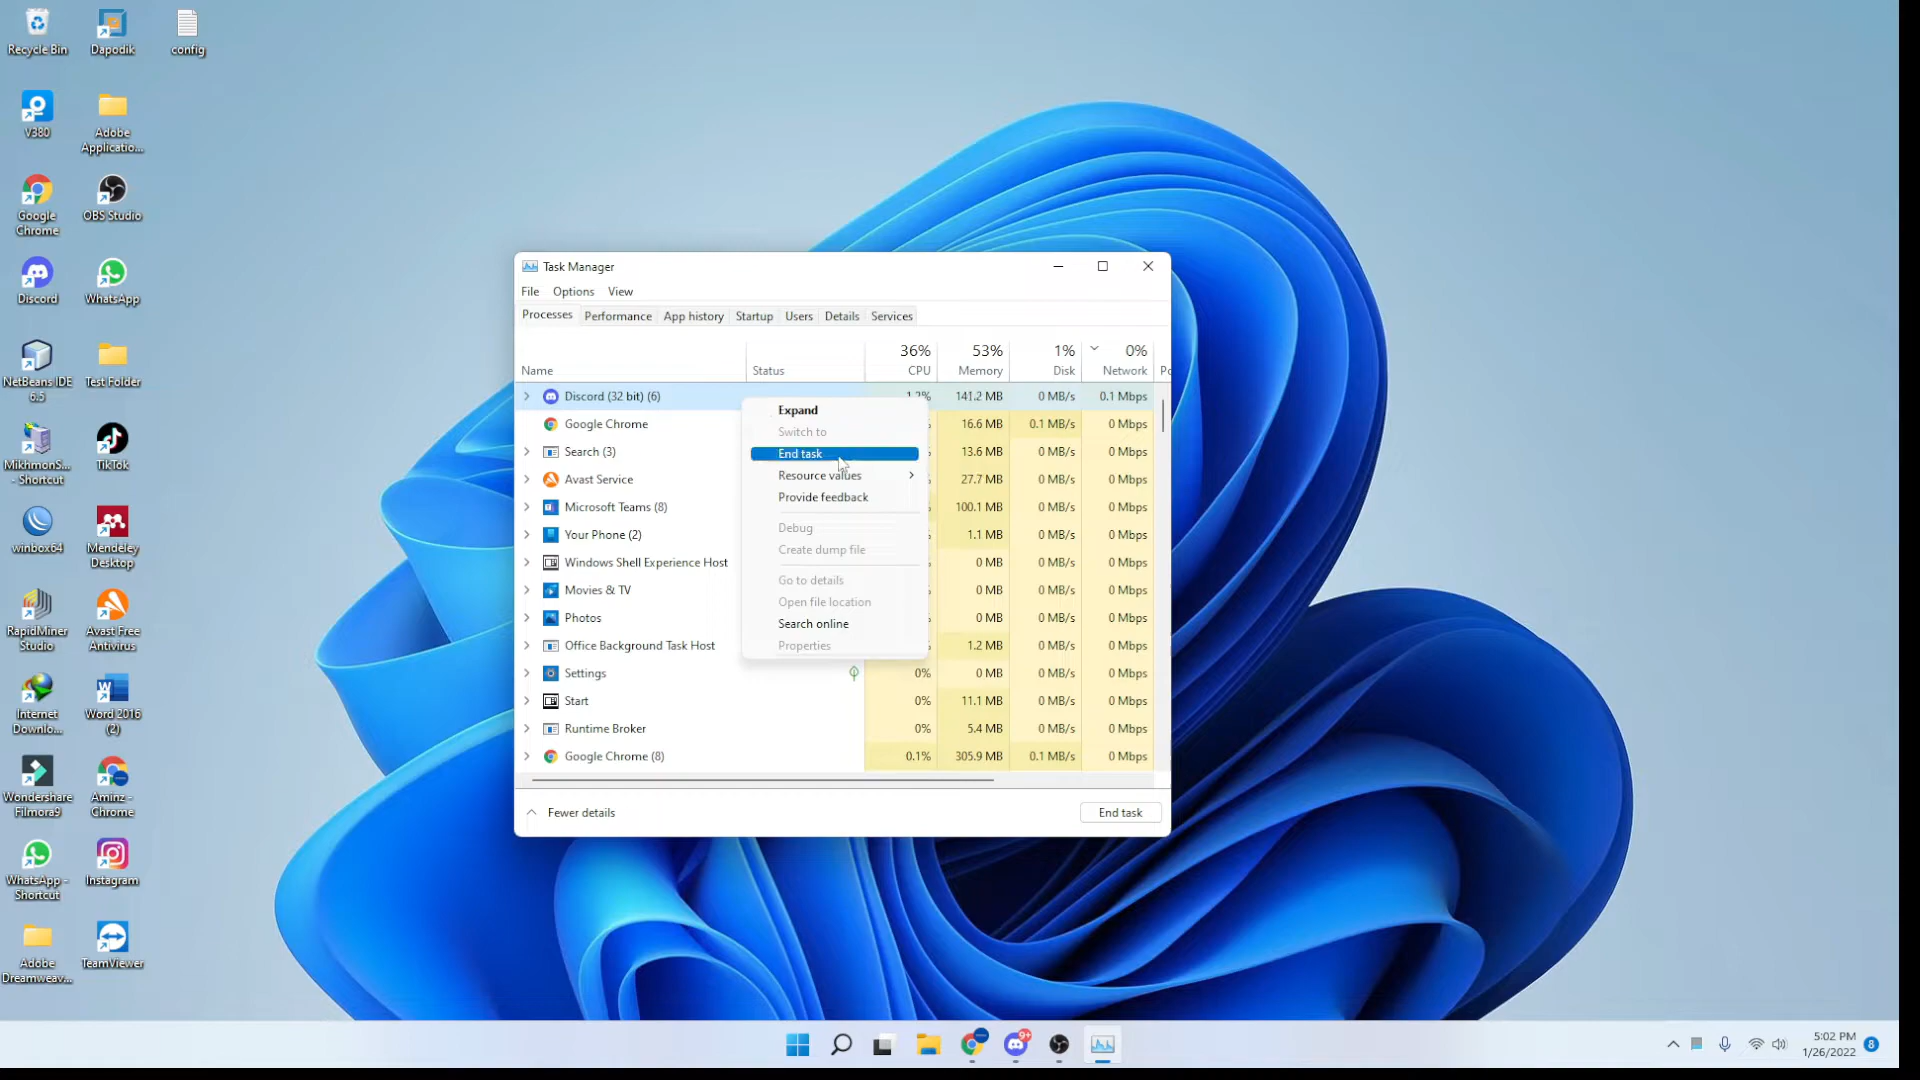 Recycle Bin
Dapodik
config
V380
Adobe
Applicatio...
Google
Chrome
OBS Studio
Discord
WhatsApp
NetBeans IDE
6.5
Test Folder
MikhmonS...
- Shortcut
TikTok
winbox64
Mendeley
Desktop
RapidMiner
Studio
Avast Free
Antivirus
Internet
Downlo...
Word 2016
(2)
Wondershare
Filmora9
Aminz -
Chrome
WhatsApp -
Shortcut
Instagram
Adobe
Dreamweav...
TeamViewer
Task Manager
File Options View
Processes Performance App history Startup Users Details Services
36% 53% 1% 0%
Name Status CPU Memory Disk Network
Discord (32 bit) (6) 141.2 MB 0 MB/s 0.1 Mbps
Google Chrome 16.6 MB 0.1 MB/s 0 Mbps
Search (3) 13.6 MB 0 MB/s 0 Mbps
Avast Service 27.7 MB 0 MB/s 0 Mbps
Microsoft Teams (8) 100.1 MB 0 MB/s 0 Mbps
Your Phone (2) 1.1 MB 0 MB/s 0 Mbps
Windows Shell Experience Host 0 MB 0 MB/s 0 Mbps
Movies & TV 0 MB 0 MB/s 0 Mbps
Photos 0 MB 0 MB/s 0 Mbps
Office Background Task Host 1.2 MB 0 MB/s 0 Mbps
Settings 0% 0 MB 0 MB/s 0 Mbps
Start 0% 11.1 MB 0 MB/s 0 Mbps
Runtime Broker 0% 5.4 MB 0 MB/s 0 Mbps
Google Chrome (8) 0.1% 305.9 MB 0.1 MB/s 0 Mbps
Expand
Switch to
End task
Resource values
Provide feedback
Debug
Create dump file
Go to details
Open file location
Search online
Properties
Fewer details
End task
9+
5:02 PM
1/26/2022
8